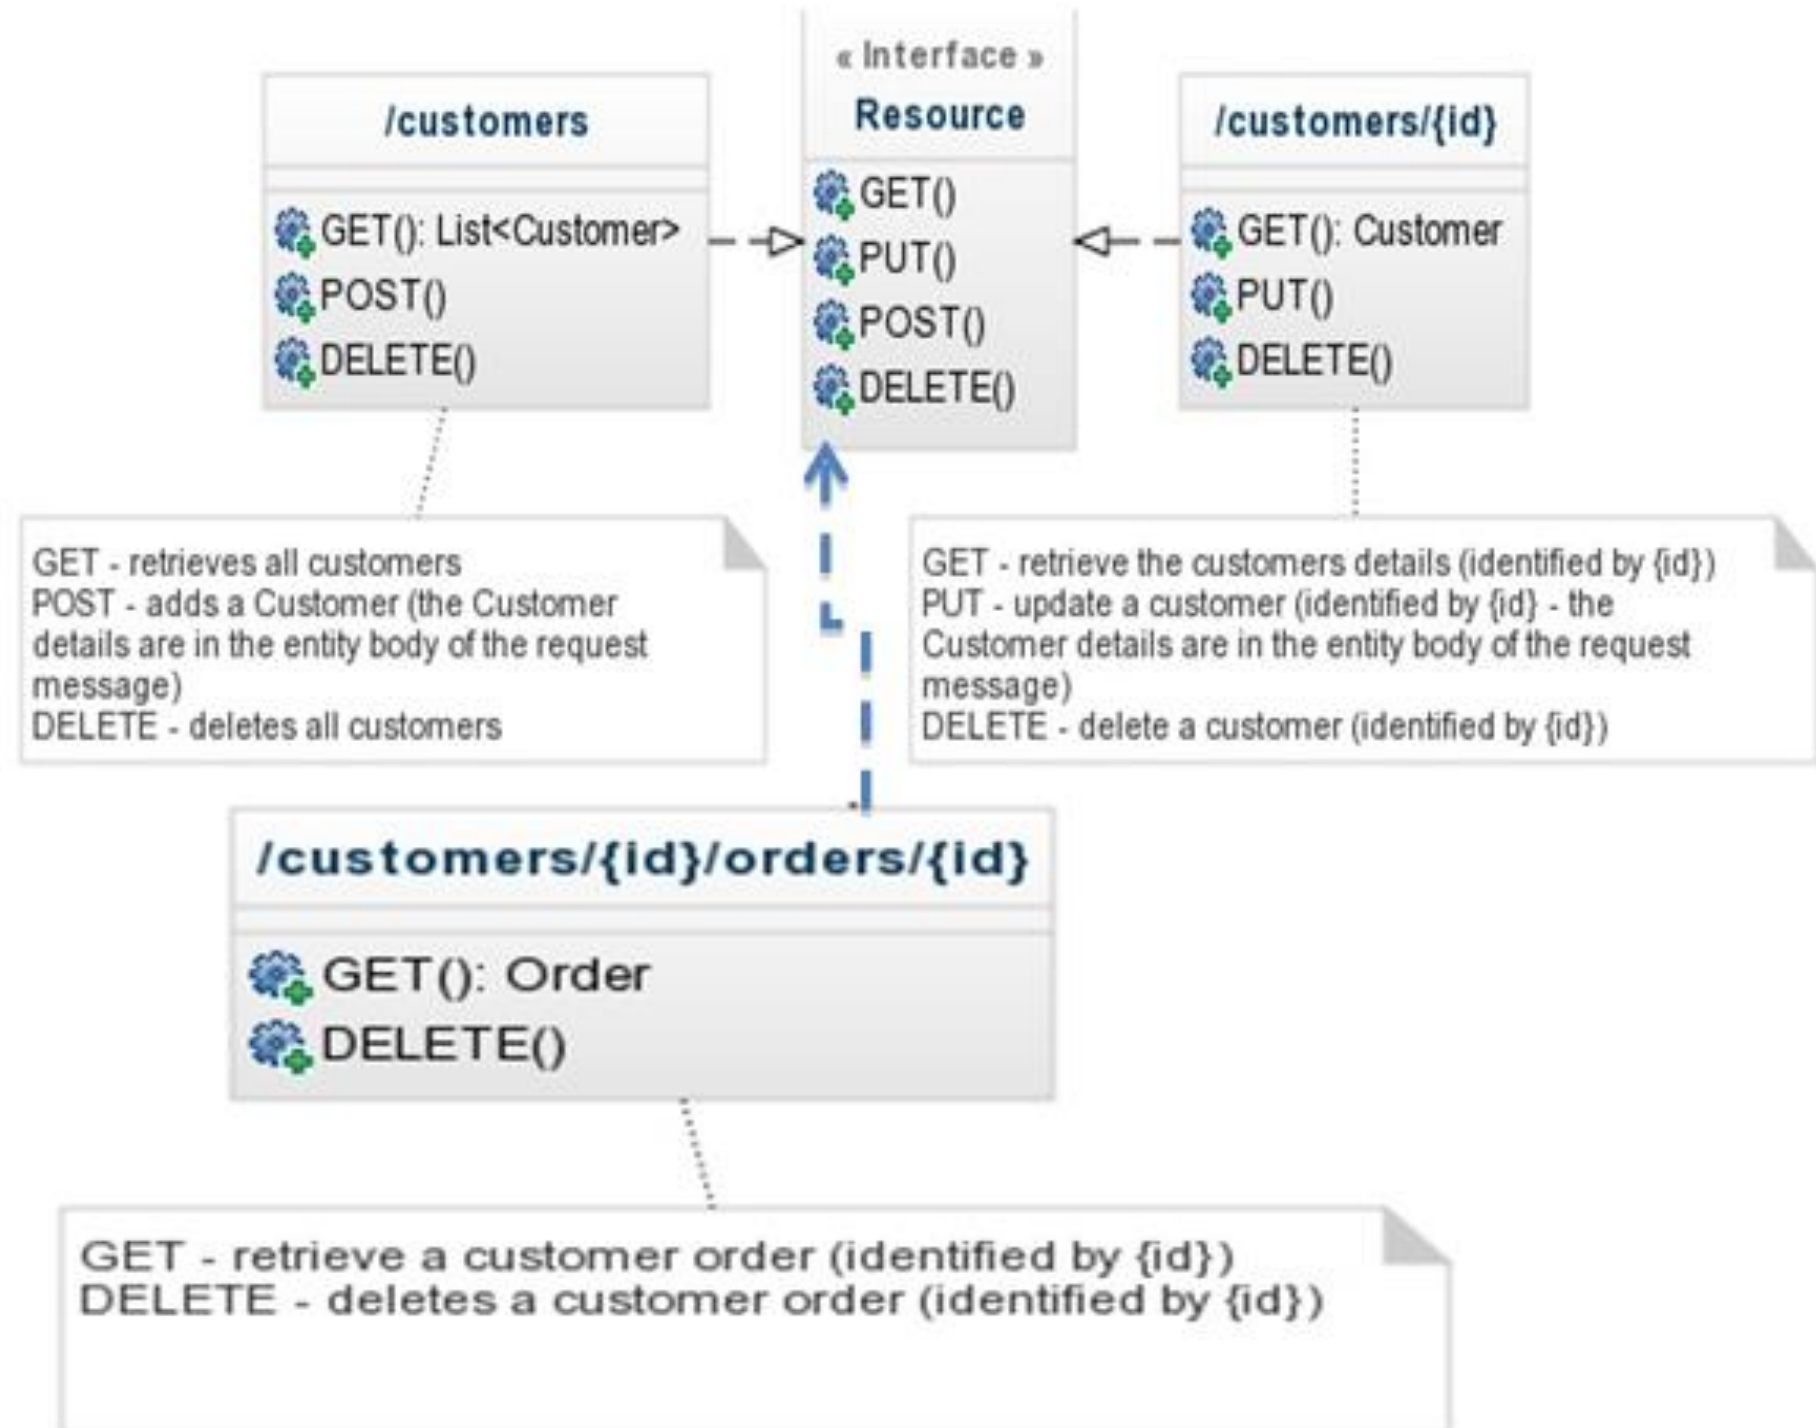 /customers
GET(): List<Customer>
POST()
DELETE()
« Interface »
Resource
GET()
PUT()
POST()
DELETE()
/customers/{id}
GET(): Customer
PUT()
DELETE()
GET - retrieves all customers
POST - adds a Customer (the Customer
details are in the entity body of the request
message)
DELETE - deletes all customers
GET - retrieve the customers details (identified by {id})
PUT - update a customer (identified by {id} - the
Customer details are in the entity body of the request
message)
DELETE - delete a customer (identified by {id})
/customers/{id}/orders/{id}
GET(): Order
DELETE()
GET - retrieve a customer order (identified by {id})
DELETE - deletes a customer order (identified by {id})